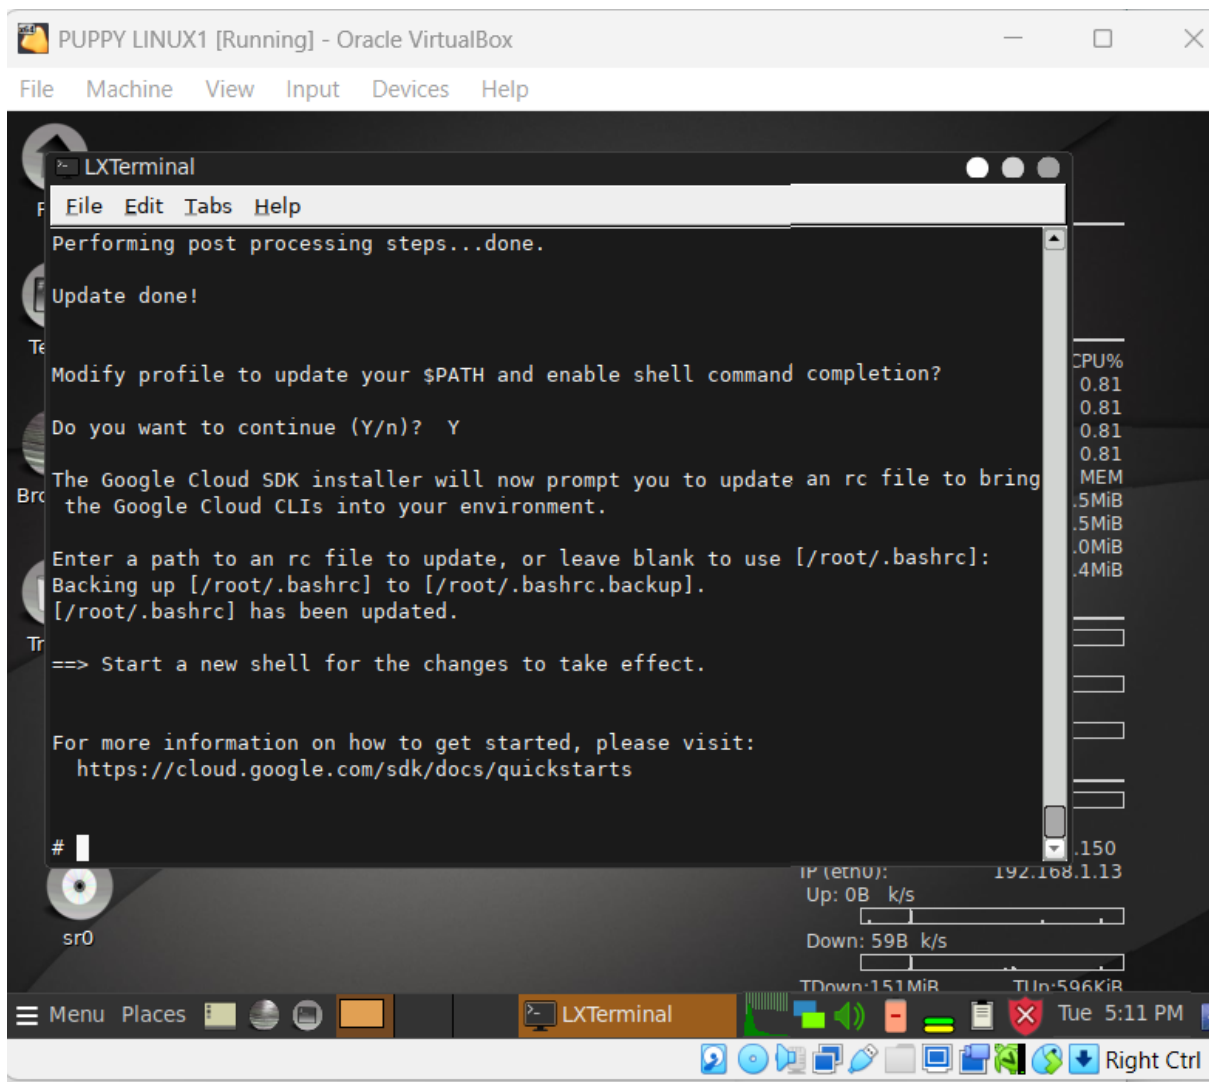 PUPPY LINUX1 [Running] - Oracle VirtualBox
File Machine View Input Devices Help
LXTerminal
File Edit Tabs Help
Performing post processing steps...done.
Update done!
Modify profile to update your $PATH and enable shell command completion?
Do you want to continue (Y/n)?  Y
The Google Cloud SDK installer will now prompt you to update an rc file to bring
the Google Cloud CLIs into your environment.
Enter a path to an rc file to update, or leave blank to use [/root/.bashrc]:
Backing up [/root/.bashrc] to [/root/.bashrc.backup].
[/root/.bashrc] has been updated.
==> Start a new shell for the changes to take effect.
For more information on how to get started, please visit:
https://cloud.google.com/sdk/docs/quickstarts
#
CPU%
0.81
0.81
0.81
0.81
MEM
.5MiB
.5MiB
.0MiB
.4MiB
.150
IP (eth0): 192.168.1.13
Up: 0B k/s
Down: 59B k/s
TDown:151MiB TUp:596KiB
sr0
Menu Places LXTerminal Tue 5:11 PM
Right Ctrl